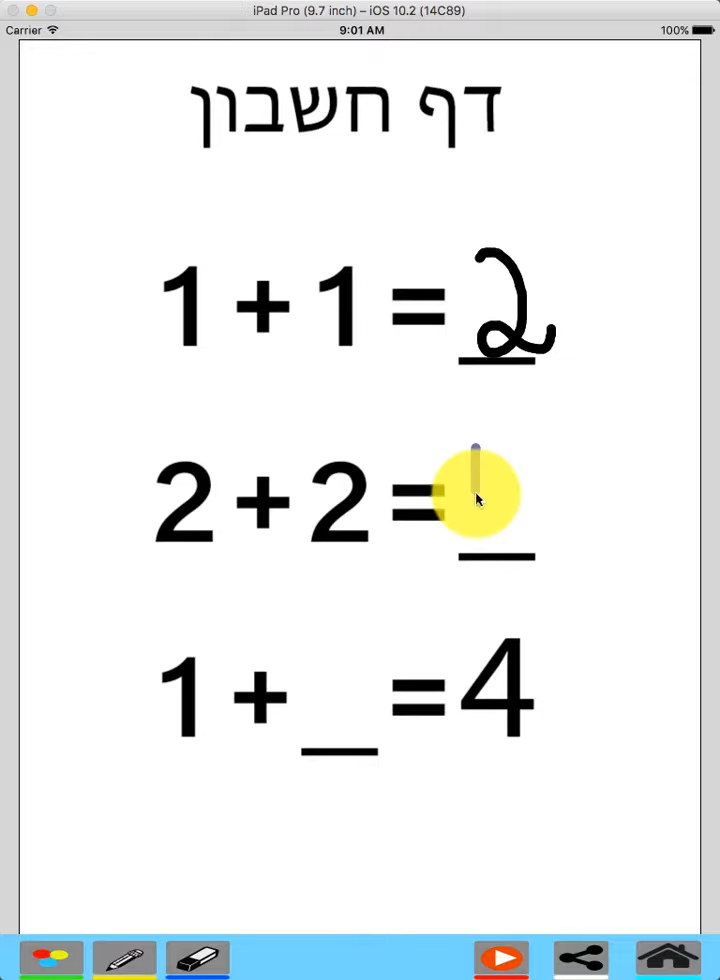 iPad Pro (9.7 inch) – iOS 10.2 (14C89)
Carrier 9:01 AM 100%
דף חשבון
1 + 1 = 2
2 + 2 = _
1 + _ = 4